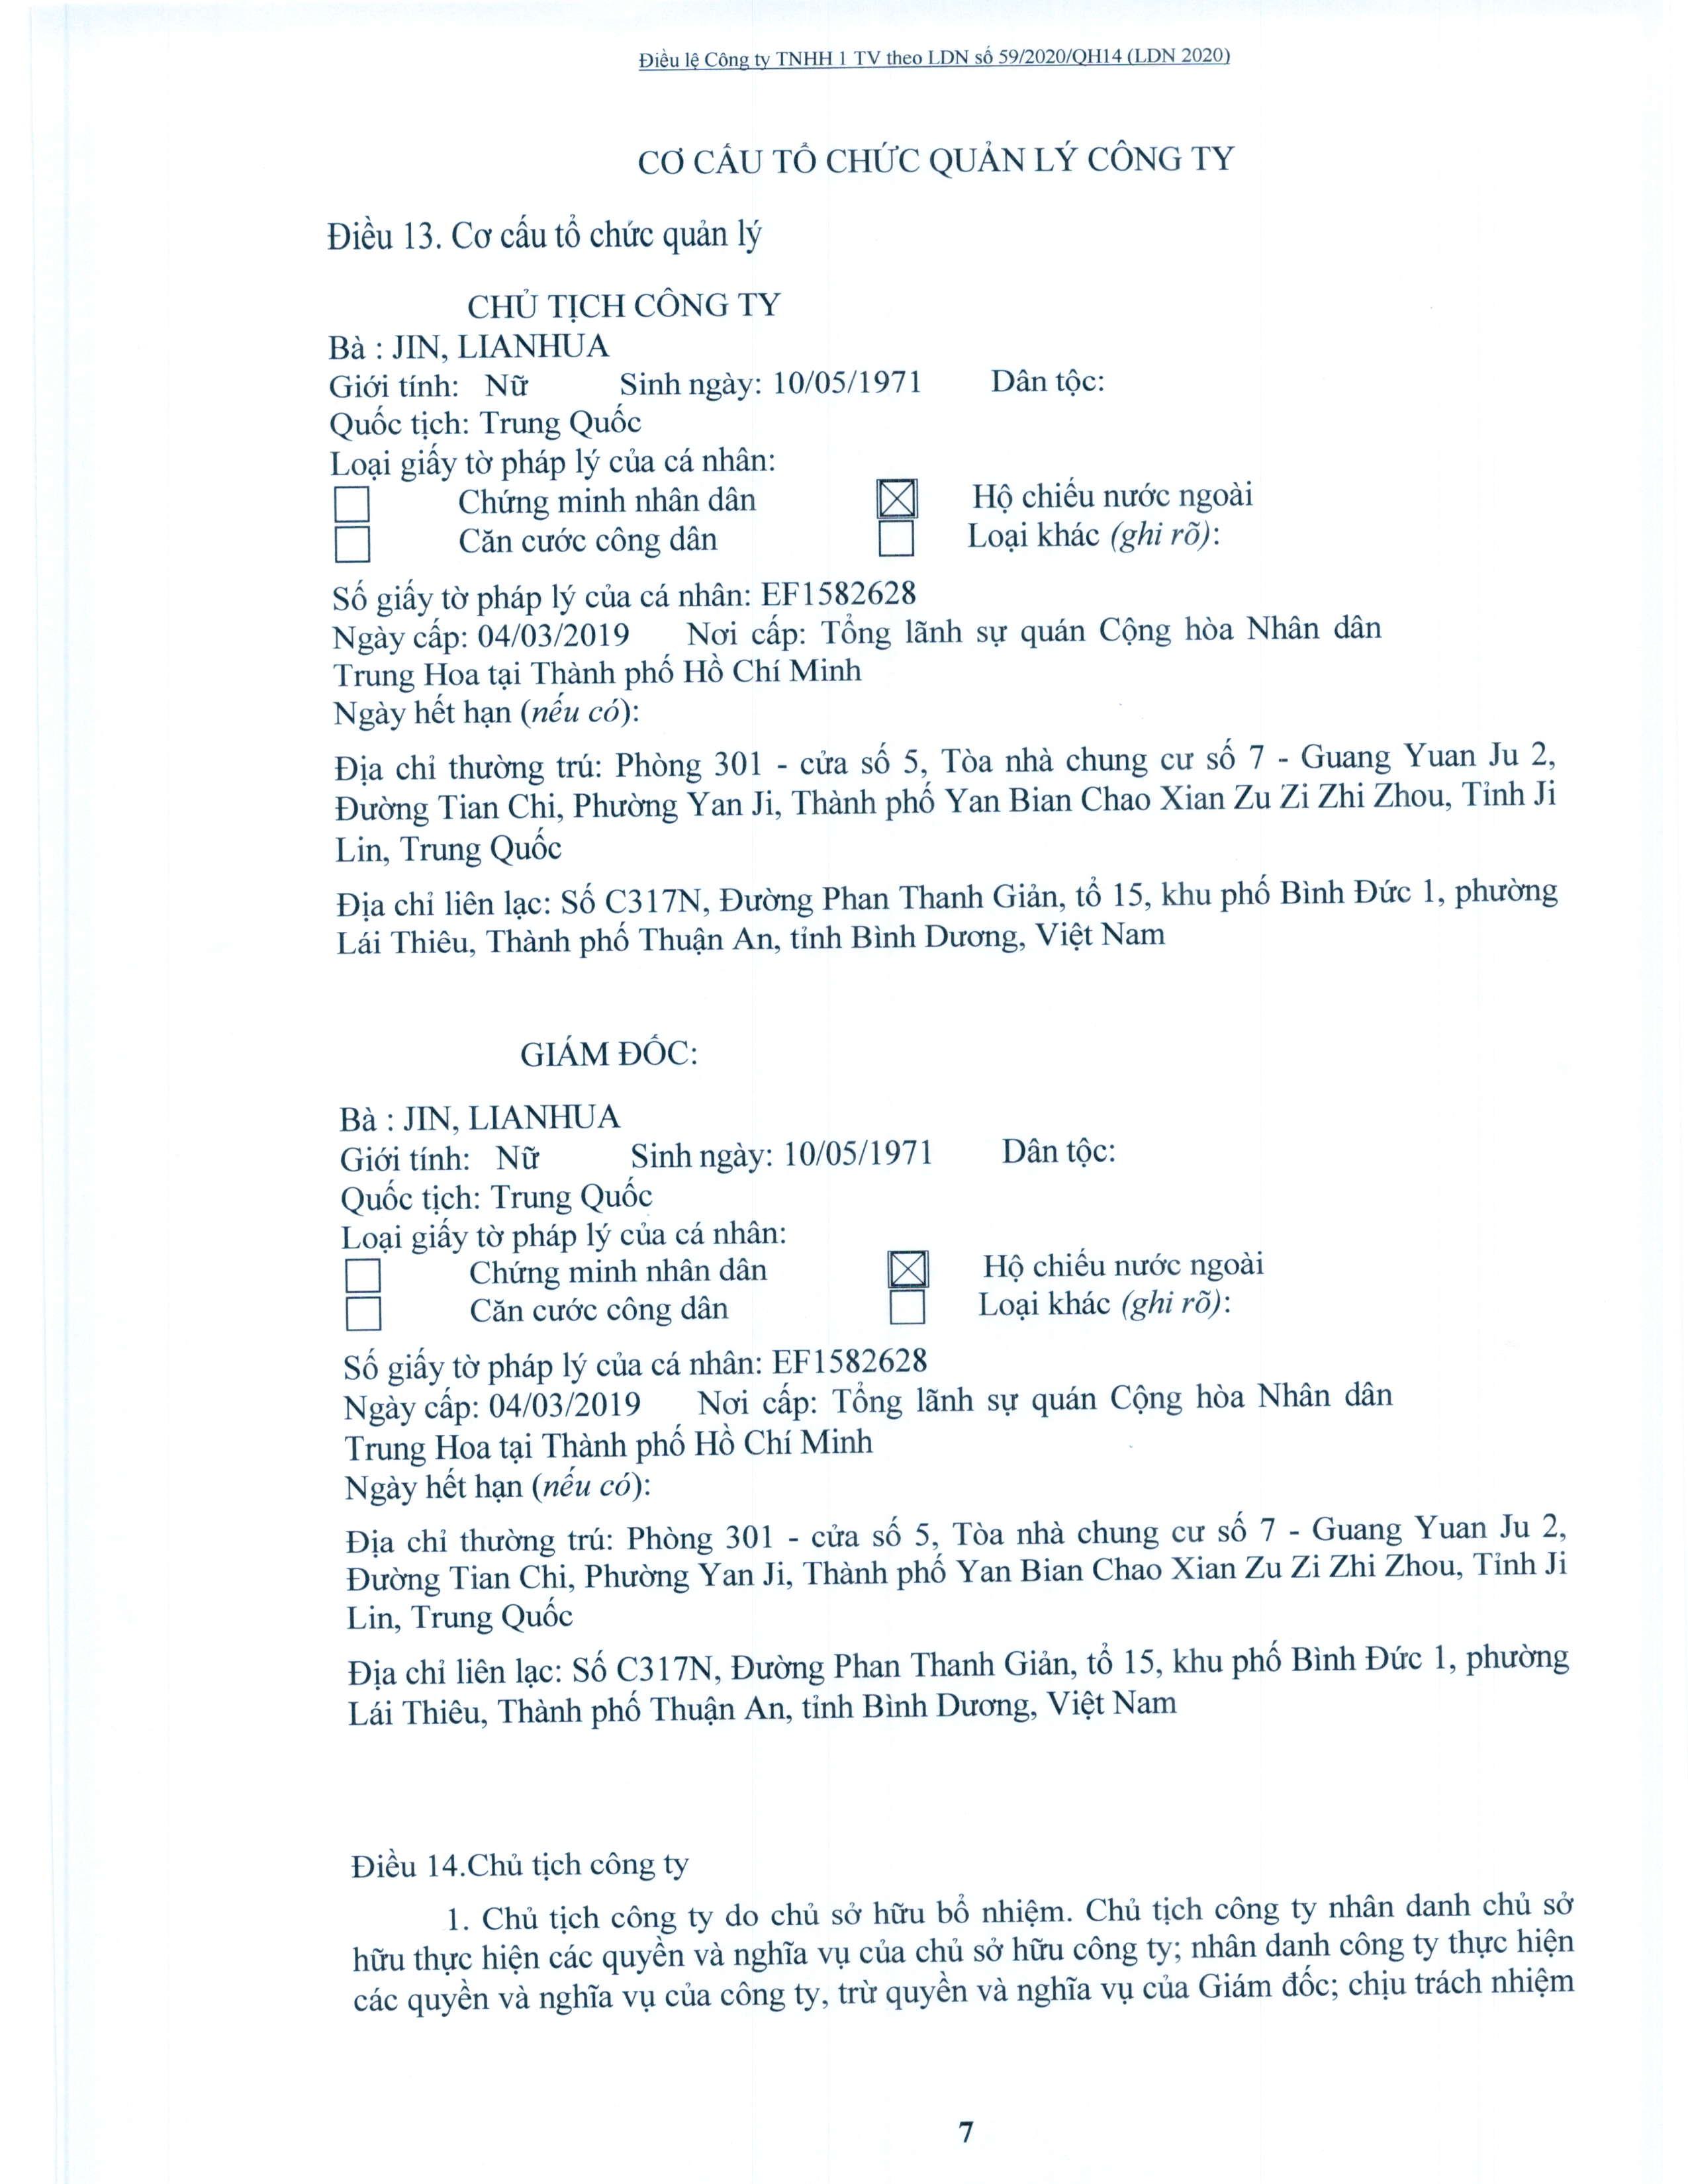 Điều lệ Công ty TNHH 1 TV theo LDN số 59/2020/QH14 (LDN 2020)
CƠ CẤU TỔ CHỨC QUẢN LÝ CÔNG TY
Điều 13. Cơ cấu tổ chức quản lý
CHỦ TỊCH CÔNG TY
Bà : JIN, LIANHUA
Giới tính: Nữ Sinh ngày: 10/05/1971 Dân tộc:
Quốc tịch: Trung Quốc
Loại giấy tờ pháp lý của cá nhân:
Chứng minh nhân dân Hộ chiếu nước ngoài
Căn cước công dân Loại khác (ghi rõ):
Số giấy tờ pháp lý của cá nhân: EF1582628
Ngày cấp: 04/03/2019 Nơi cấp: Tổng lãnh sự quán Cộng hòa Nhân dân
Trung Hoa tại Thành phố Hồ Chí Minh
Ngày hết hạn (nếu có):
Địa chỉ thường trú: Phòng 301 - cửa số 5, Tòa nhà chung cư số 7 - Guang Yuan Ju 2,
Đường Tian Chi, Phường Yan Ji, Thành phố Yan Bian Chao Xian Zu Zi Zhi Zhou, Tỉnh Ji
Lin, Trung Quốc
Địa chỉ liên lạc: Số C317N, Đường Phan Thanh Giản, tổ 15, khu phố Bình Đức 1, phường
Lái Thiêu, Thành phố Thuận An, tỉnh Bình Dương, Việt Nam
GIÁM ĐỐC:
Bà : JIN, LIANHUA
Giới tính: Nữ Sinh ngày: 10/05/1971 Dân tộc:
Quốc tịch: Trung Quốc
Loại giấy tờ pháp lý của cá nhân:
Chứng minh nhân dân Hộ chiếu nước ngoài
Căn cước công dân Loại khác (ghi rõ):
Số giấy tờ pháp lý của cá nhân: EF1582628
Ngày cấp: 04/03/2019 Nơi cấp: Tổng lãnh sự quán Cộng hòa Nhân dân
Trung Hoa tại Thành phố Hồ Chí Minh
Ngày hết hạn (nếu có):
Địa chỉ thường trú: Phòng 301 - cửa số 5, Tòa nhà chung cư số 7 - Guang Yuan Ju 2,
Đường Tian Chi, Phường Yan Ji, Thành phố Yan Bian Chao Xian Zu Zi Zhi Zhou, Tỉnh Ji
Lin, Trung Quốc
Địa chỉ liên lạc: Số C317N, Đường Phan Thanh Giản, tổ 15, khu phố Bình Đức 1, phường
Lái Thiêu, Thành phố Thuận An, tỉnh Bình Dương, Việt Nam
Điều 14.Chủ tịch công ty
1. Chủ tịch công ty do chủ sở hữu bổ nhiệm. Chủ tịch công ty nhân danh chủ sở
hữu thực hiện các quyền và nghĩa vụ của chủ sở hữu công ty; nhân danh công ty thực hiện
các quyền và nghĩa vụ của công ty, trừ quyền và nghĩa vụ của Giám đốc; chịu trách nhiệm
7